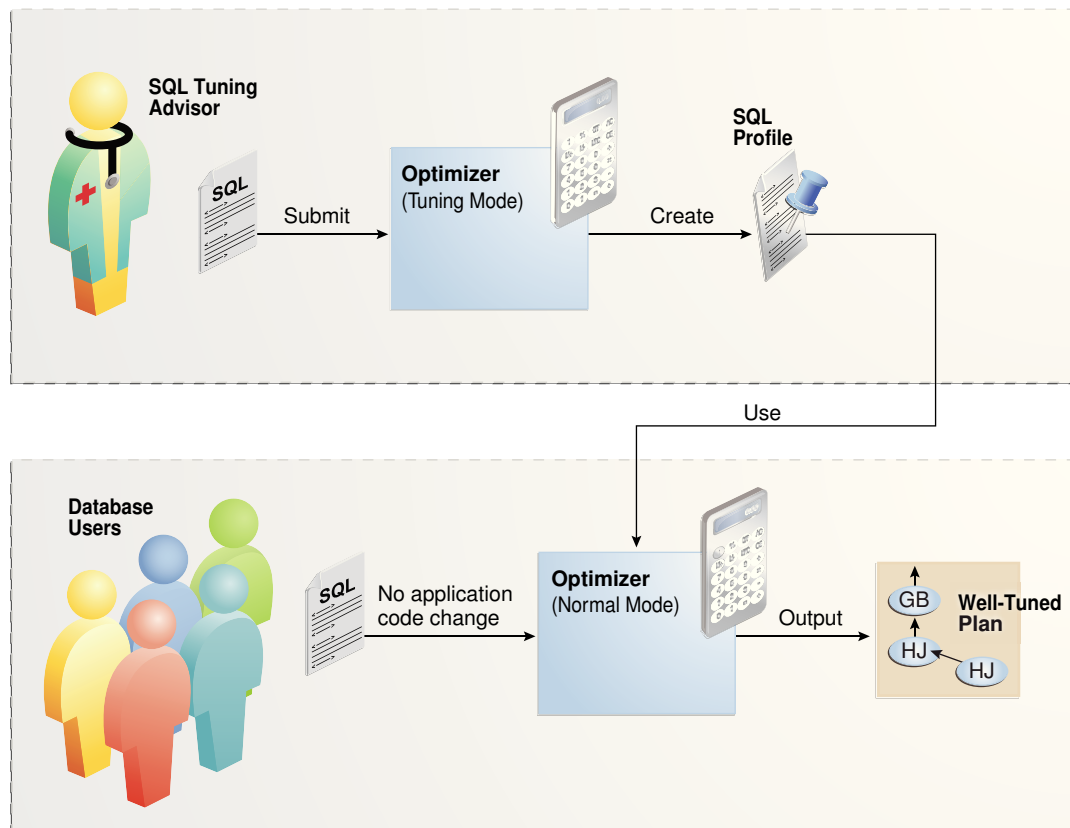 SQL Tuning
Advisor
SQL
Submit
Optimizer
(Tuning Mode)
Create
SQL
Profile
Use
Database
Users
SQL
No application
code change
Optimizer
(Normal Mode)
Output
GB
HJ
HJ
Well-Tuned
Plan